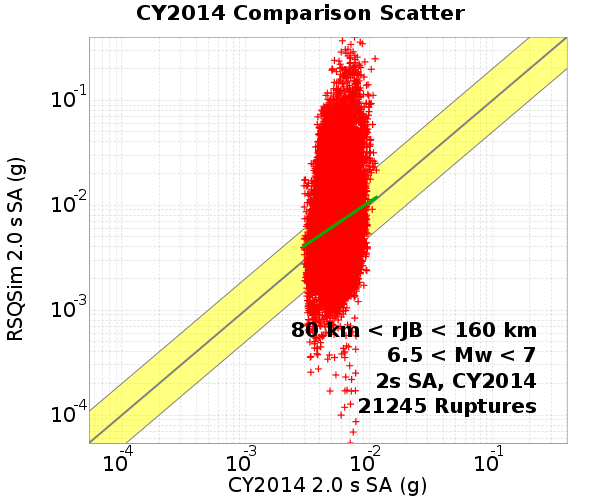 CY2014 Comparison Scatter
RSQSim 2.0 s SA (g)
10-1
10-2
10-3
10-4
80 km < rJB < 160 km
6.5 < Mw < 7
2s SA, CY2014
21245 Ruptures
10-4 10-3 10-2 10-1
CY2014 2.0 s SA (g)